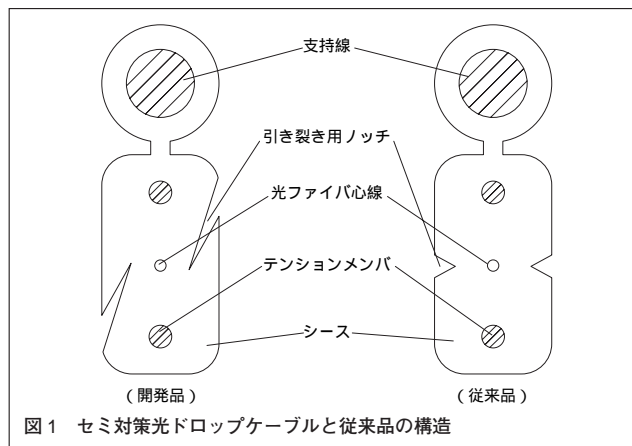 支持線
引き裂き用ノッチ
光ファイバ心線
テンションメンバ
シース
(開発品)
(従来品)
図1 セミ対策光ドロップケーブルと従来品の構造